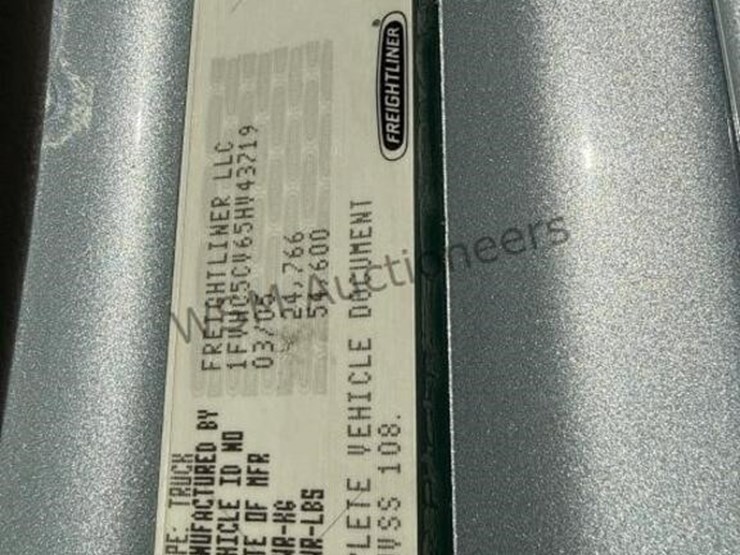 PE: TRUCK
NUFACTURED BY FREIGHTLINER LLC
HICLE ID NO 1FVHC5CV65HV43719
TE OF MFR 03/05
WR-KG 24,766
WR-LBS 54,600
PLETE VEHICLE DOCUMENT
VSS 108.
FREIGHTLINER
Auctioneers